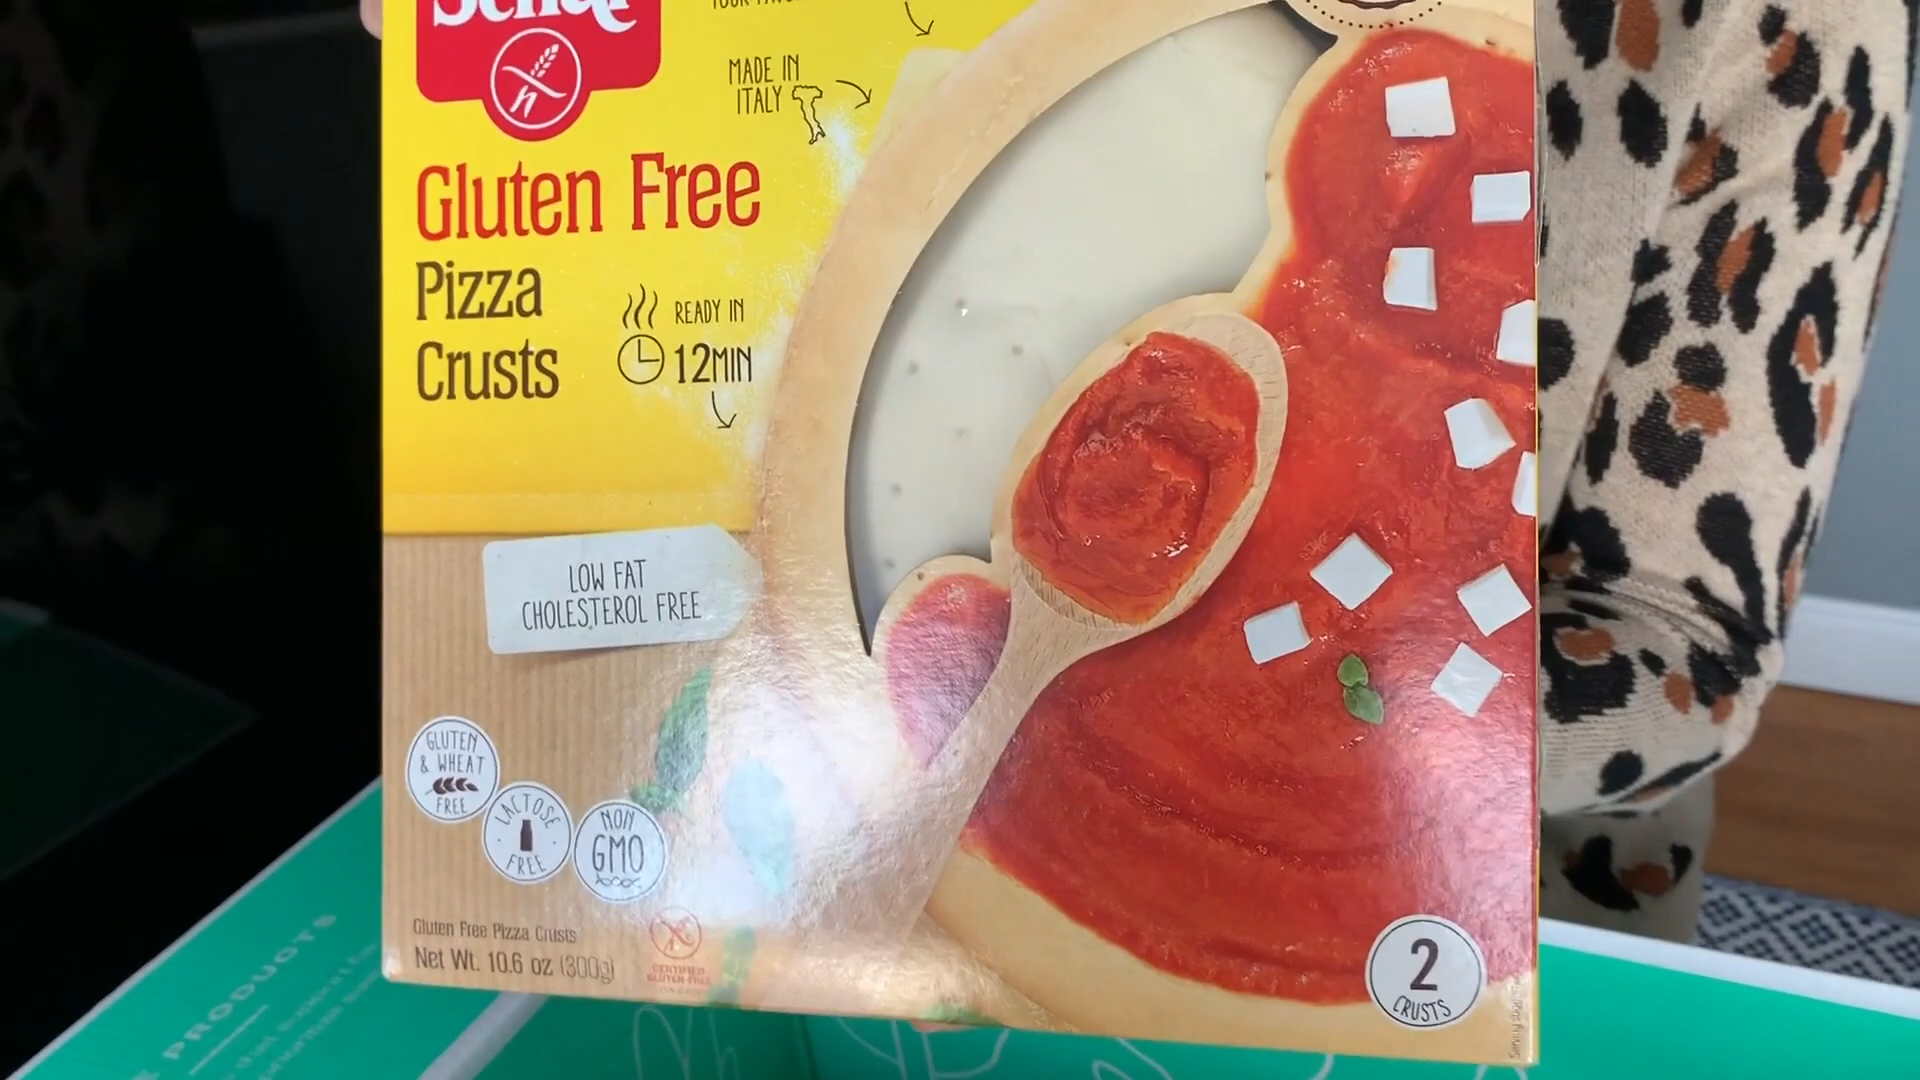 Schär
MADE IN
ITALY
Gluten Free
Pizza
Crusts
READY IN
12MIN
LOW FAT
CHOLESTEROL FREE
GLUTEN
& WHEAT
FREE
LACTOSE
FREE
NON
GMO
Gluten Free Pizza Crusts
Net Wt. 10.6 oz (300g)
CERTIFIED
GLUTEN-FREE
2
CRUSTS
PRODUCTS